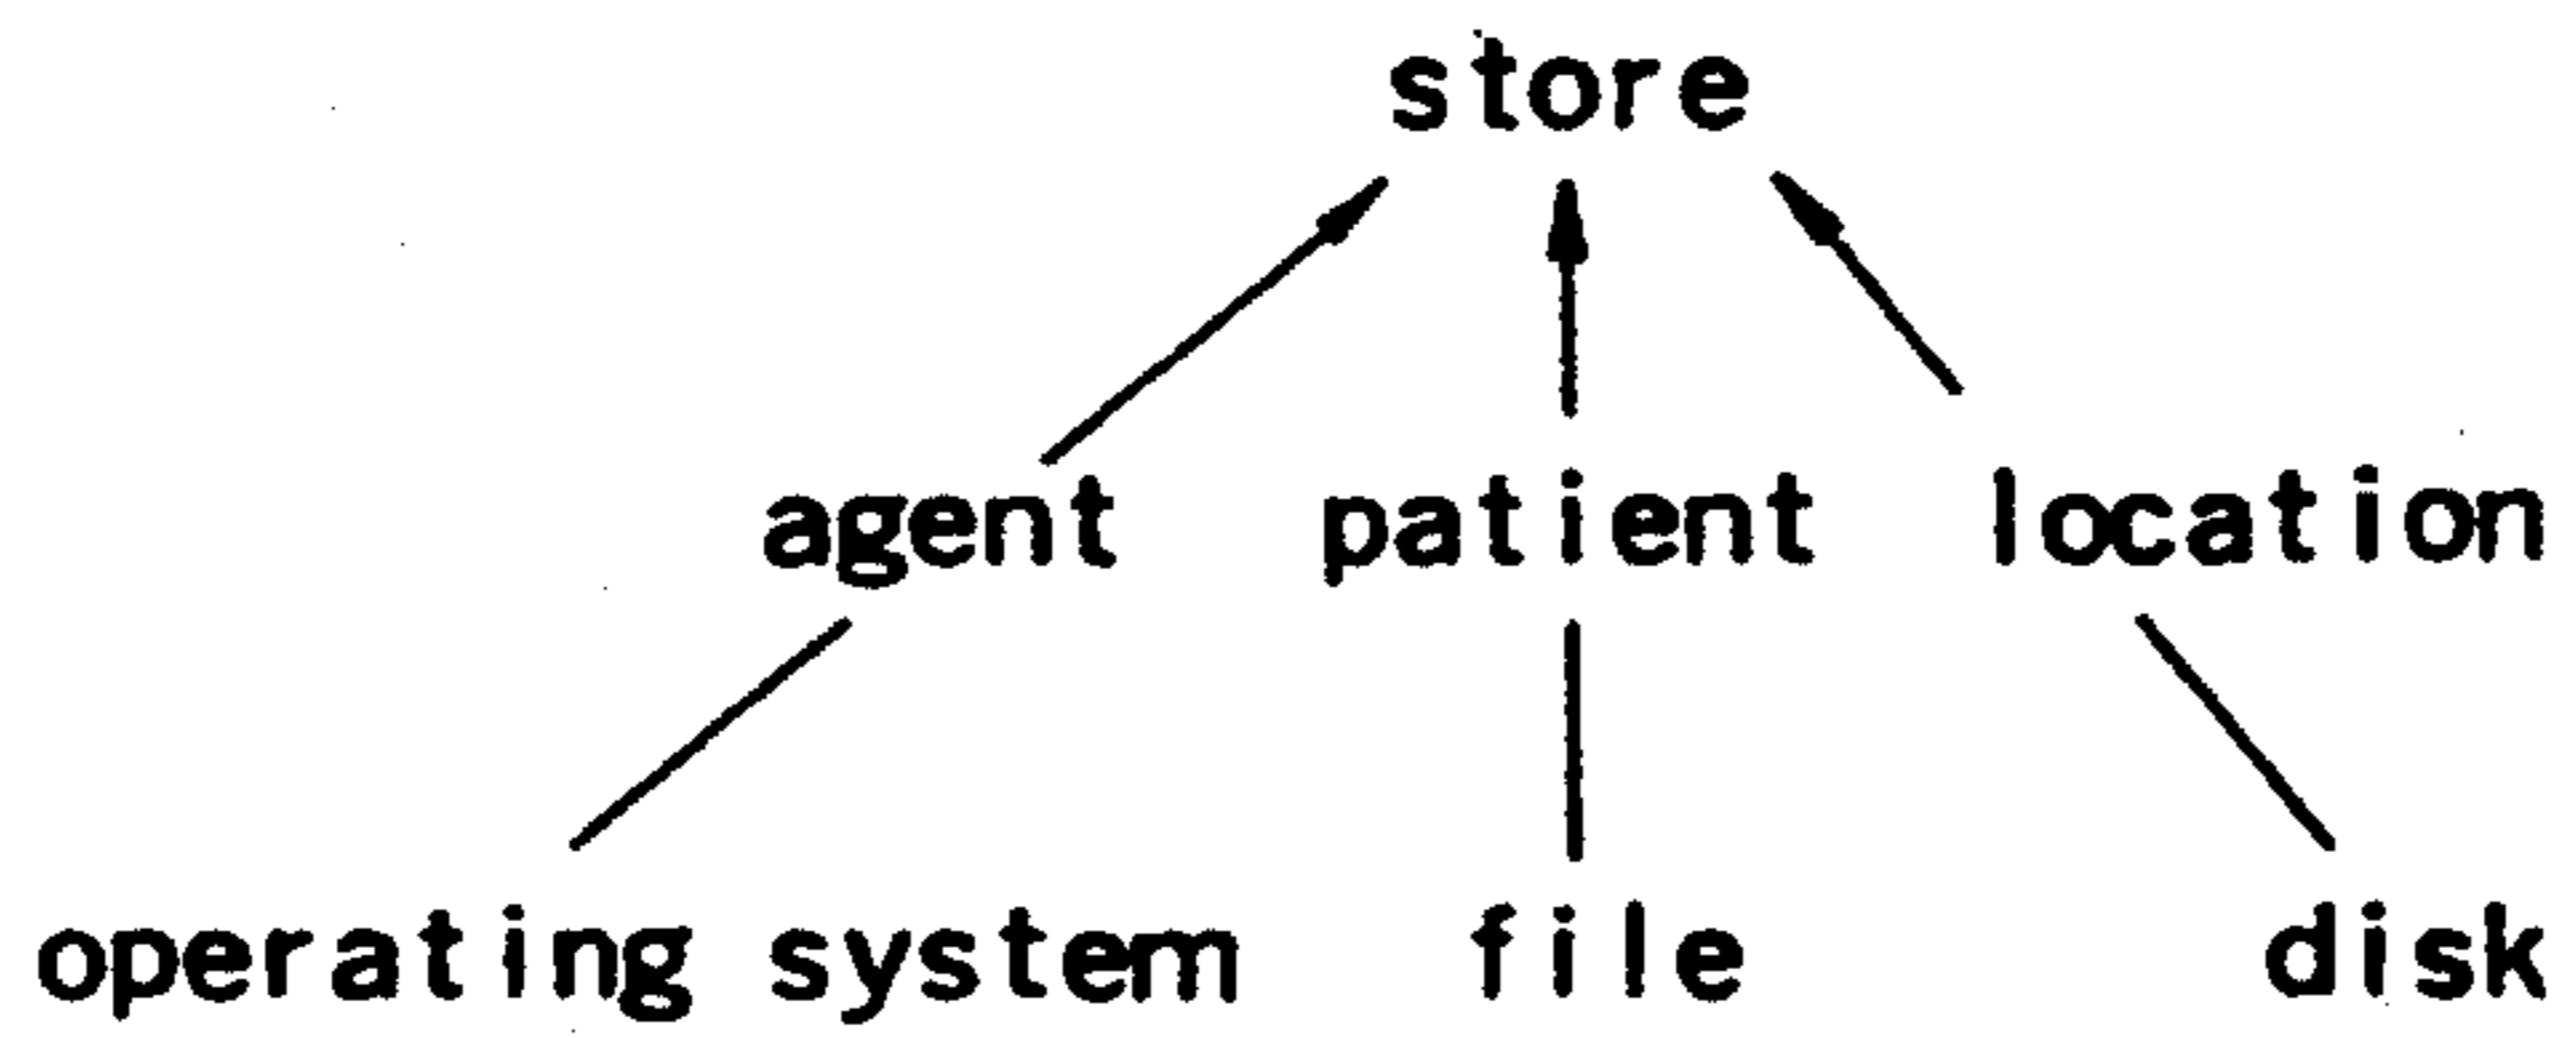 store
agent patient location
operating system file disk